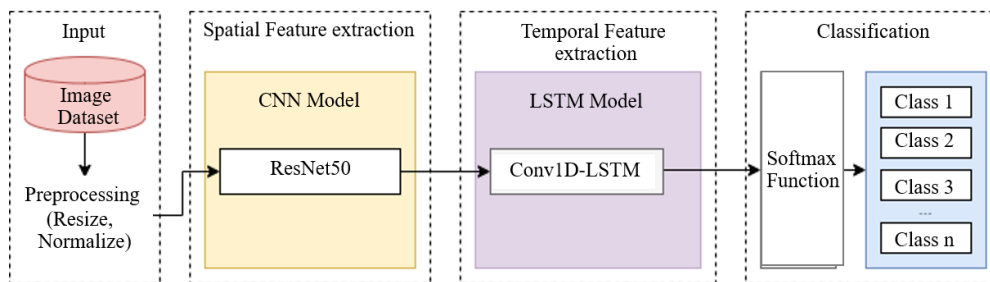 Input
Image
Dataset
Preprocessing
(Resize,
Normalize)
Spatial Feature extraction
CNN Model
ResNet50
Temporal Feature
extraction
LSTM Model
Conv1D-LSTM
Classification
Softmax
Function
Class 1
Class 2
Class 3
...
Class n